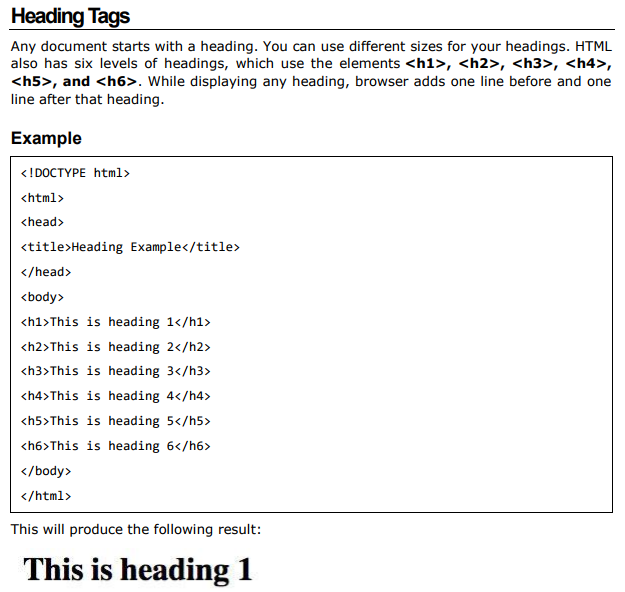 Heading Tags
Any document starts with a heading. You can use different sizes for your headings. HTML
also has six levels of headings, which use the elements <h1>, <h2>, <h3>, <h4>,
<h5>, and <h6>. While displaying any heading, browser adds one line before and one
line after that heading.
Example
<!DOCTYPE html>
<html>
<head>
<title>Heading Example</title>
</head>
<body>
<h1>This is heading 1</h1>
<h2>This is heading 2</h2>
<h3>This is heading 3</h3>
<h4>This is heading 4</h4>
<h5>This is heading 5</h5>
<h6>This is heading 6</h6>
</body>
</html>
This will produce the following result:
This is heading 1